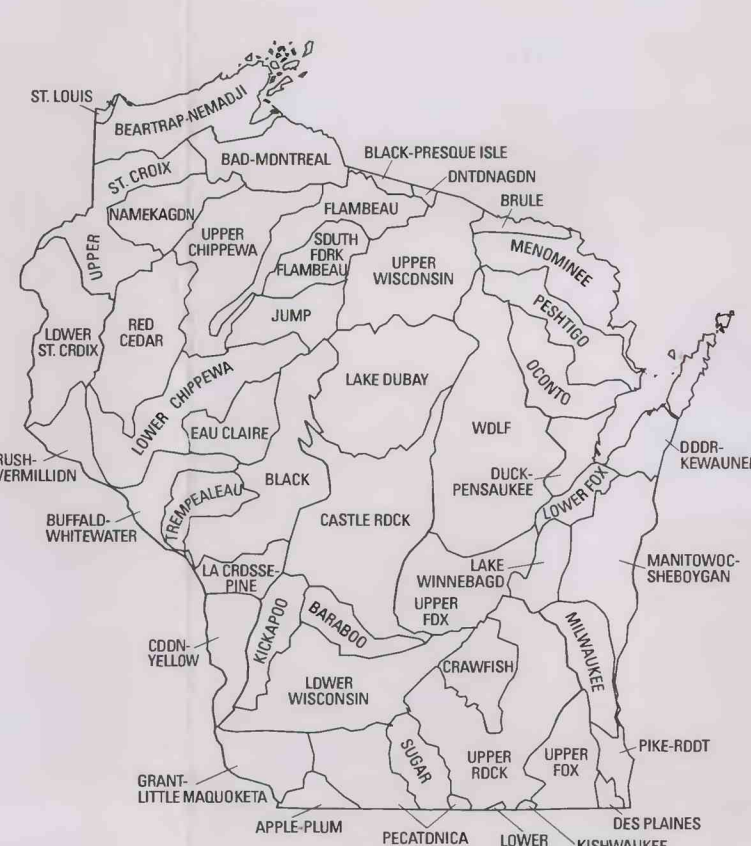 ST. LOUIS
BEARTRAP-NEMADJI
ST. CROIX
BAD-MDNTREAL
BLACK-PRESQUE ISLE
DNTDNAGDN
BRULE
NAMEKAGDN
UPPER
UPPER
CHIPPEWA
FLAMBEAU
SDUTH
FDRK
FLAMBEAU
UPPER
WISCDNSIN
MENOMINEE
PESHTIGO
JUMP
LOWER
ST. CRDIX
RED
CEDAR
LOWER CHIPPEWA
LAKE DUBAY
OCONTO
EAU CLAIRE
WDLF
RUSH-
VERMILLIDN
DDDR-
KEWAUNEE
DUCK-
PENSAUKEE
LOWER FOX
TREMPEALEAU
BLACK
BUFFALD-
WHITEWATER
CASTLE RDCK
LAKE
WINNEBAGD
MANITOWOC-
SHEBOYGAN
LA CRDSSE-
PINE
UPPER
FDX
CDDN-
YELLOW
KICKAPOO
BARABOO
MILWAUKEE
CRAWFISH
LOWER
WISCONSIN
SUGAR
UPPER
RDCK
UPPER
FOX
PIKE-RDDT
GRANT-
LITTLE MAQUOKETA
APPLE-PLUM
PECATDNICA
LOWER
KISHWAUKEE
DES PLAINES